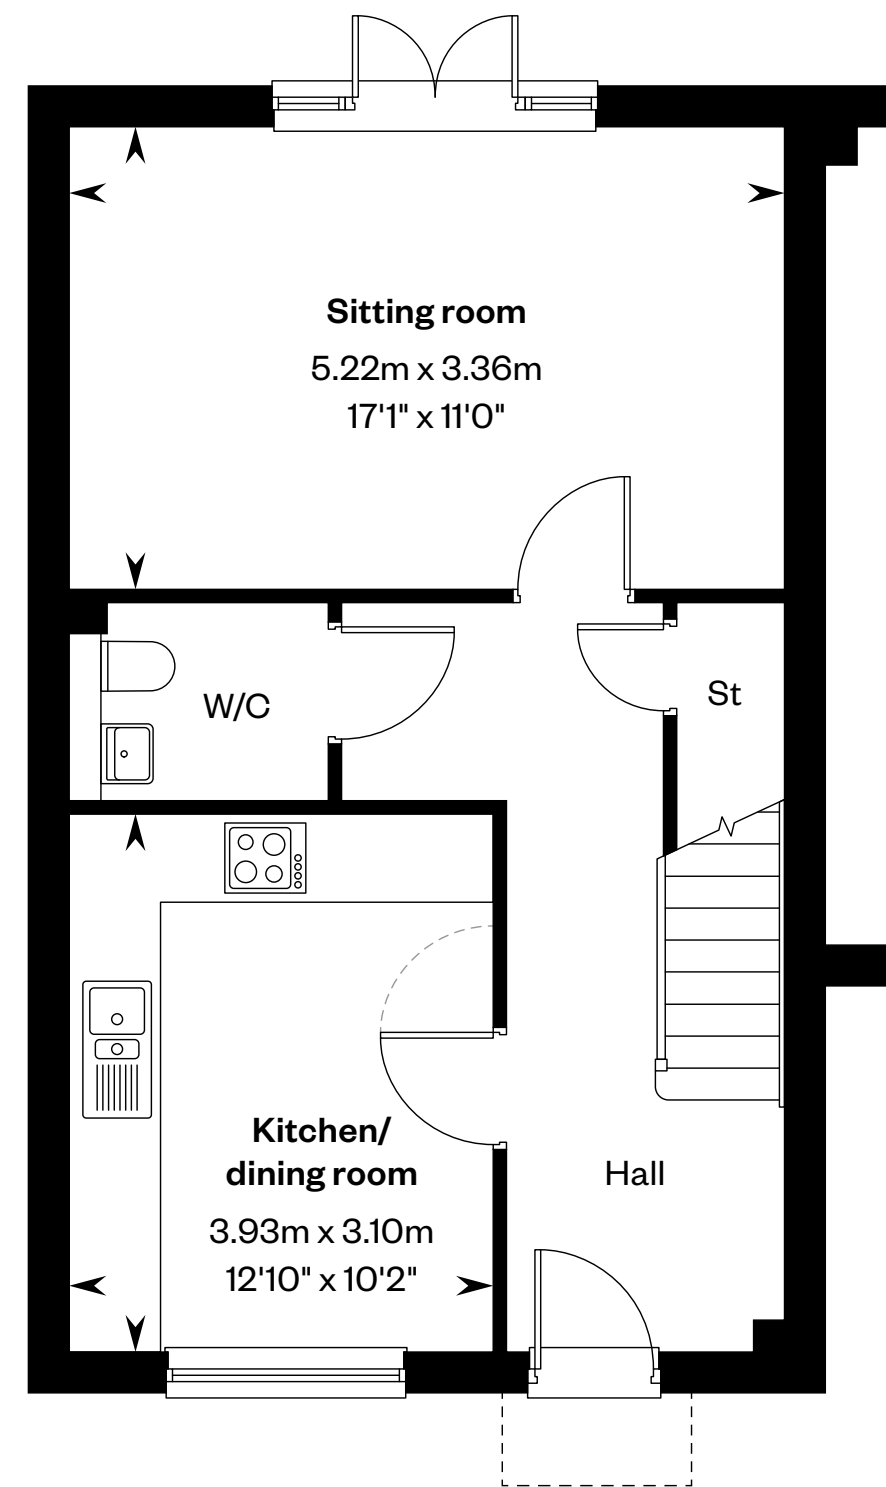 Sitting room
5.22m x 3.36m
17'1" x 11'0"
W/C
St
Kitchen/
dining room
3.93m x 3.10m
12'10" x 10'2"
Hall